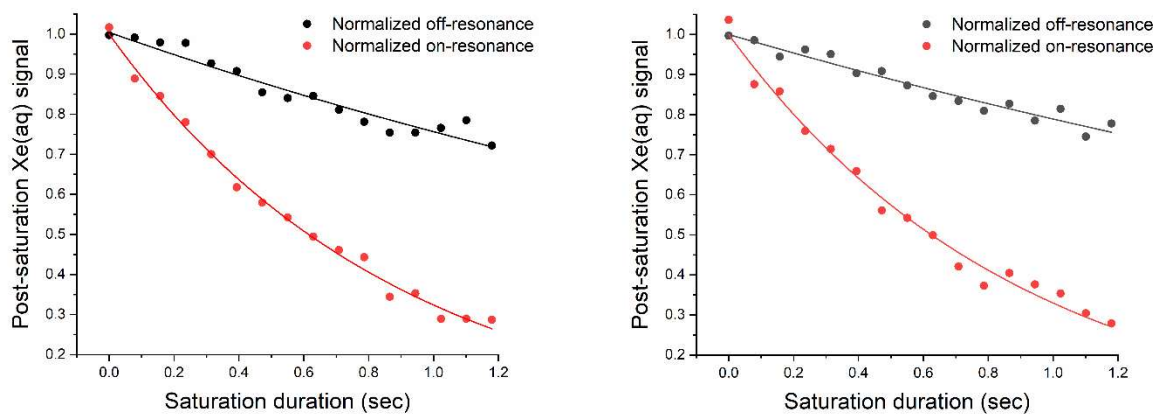 Normalized off-resonance
Normalized on-resonance
Post-saturation Xe(aq) signal
1.0
0.9
0.8
0.7
0.6
0.5
0.4
0.3
0.2
0.0 0.2 0.4 0.6 0.8 1.0 1.2
Saturation duration (sec)
Normalized off-resonance
Normalized on-resonance
Post-saturation Xe(aq) signal
1.0
0.9
0.8
0.7
0.6
0.5
0.4
0.3
0.2
0.0 0.2 0.4 0.6 0.8 1.0 1.2
Saturation duration (sec)